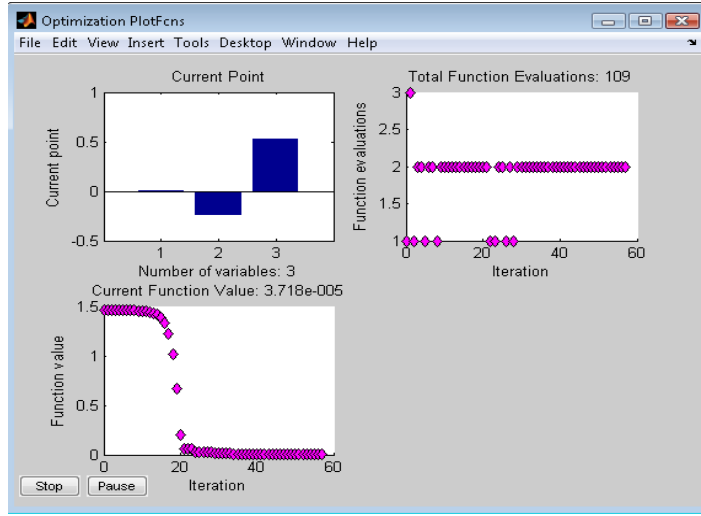 Optimization PlotFcns
File Edit View Insert Tools Desktop Window Help
Current Point
1
0.5
0
-0.5
Current point
1 2 3
Number of variables: 3
Total Function Evaluations: 109
3
2.5
2
1.5
1
Function evaluations
0 20 40 60
Iteration
Current Function Value: 3.718e-005
1.5
1
0.5
0
Function value
0 20 40 60
Iteration
Stop Pause